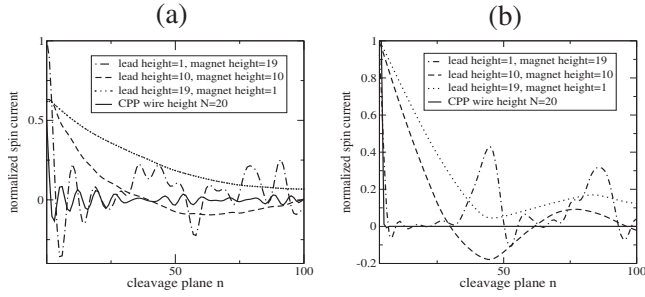 (a)
(b)
normalized spin current
1
0.5
0
50
100
cleavage plane n
lead height=1, magnet height=19
lead height=10, magnet height=10
lead height=19, magnet height=1
CPP wire height N=20
normalized spin current
1
0.8
0.6
0.4
0.2
0
-0.2
50
100
cleavage plane n
lead height=1, magnet height=19
lead height=10, magnet height=10
lead height=19, magnet height=1
CPP wire height N=20